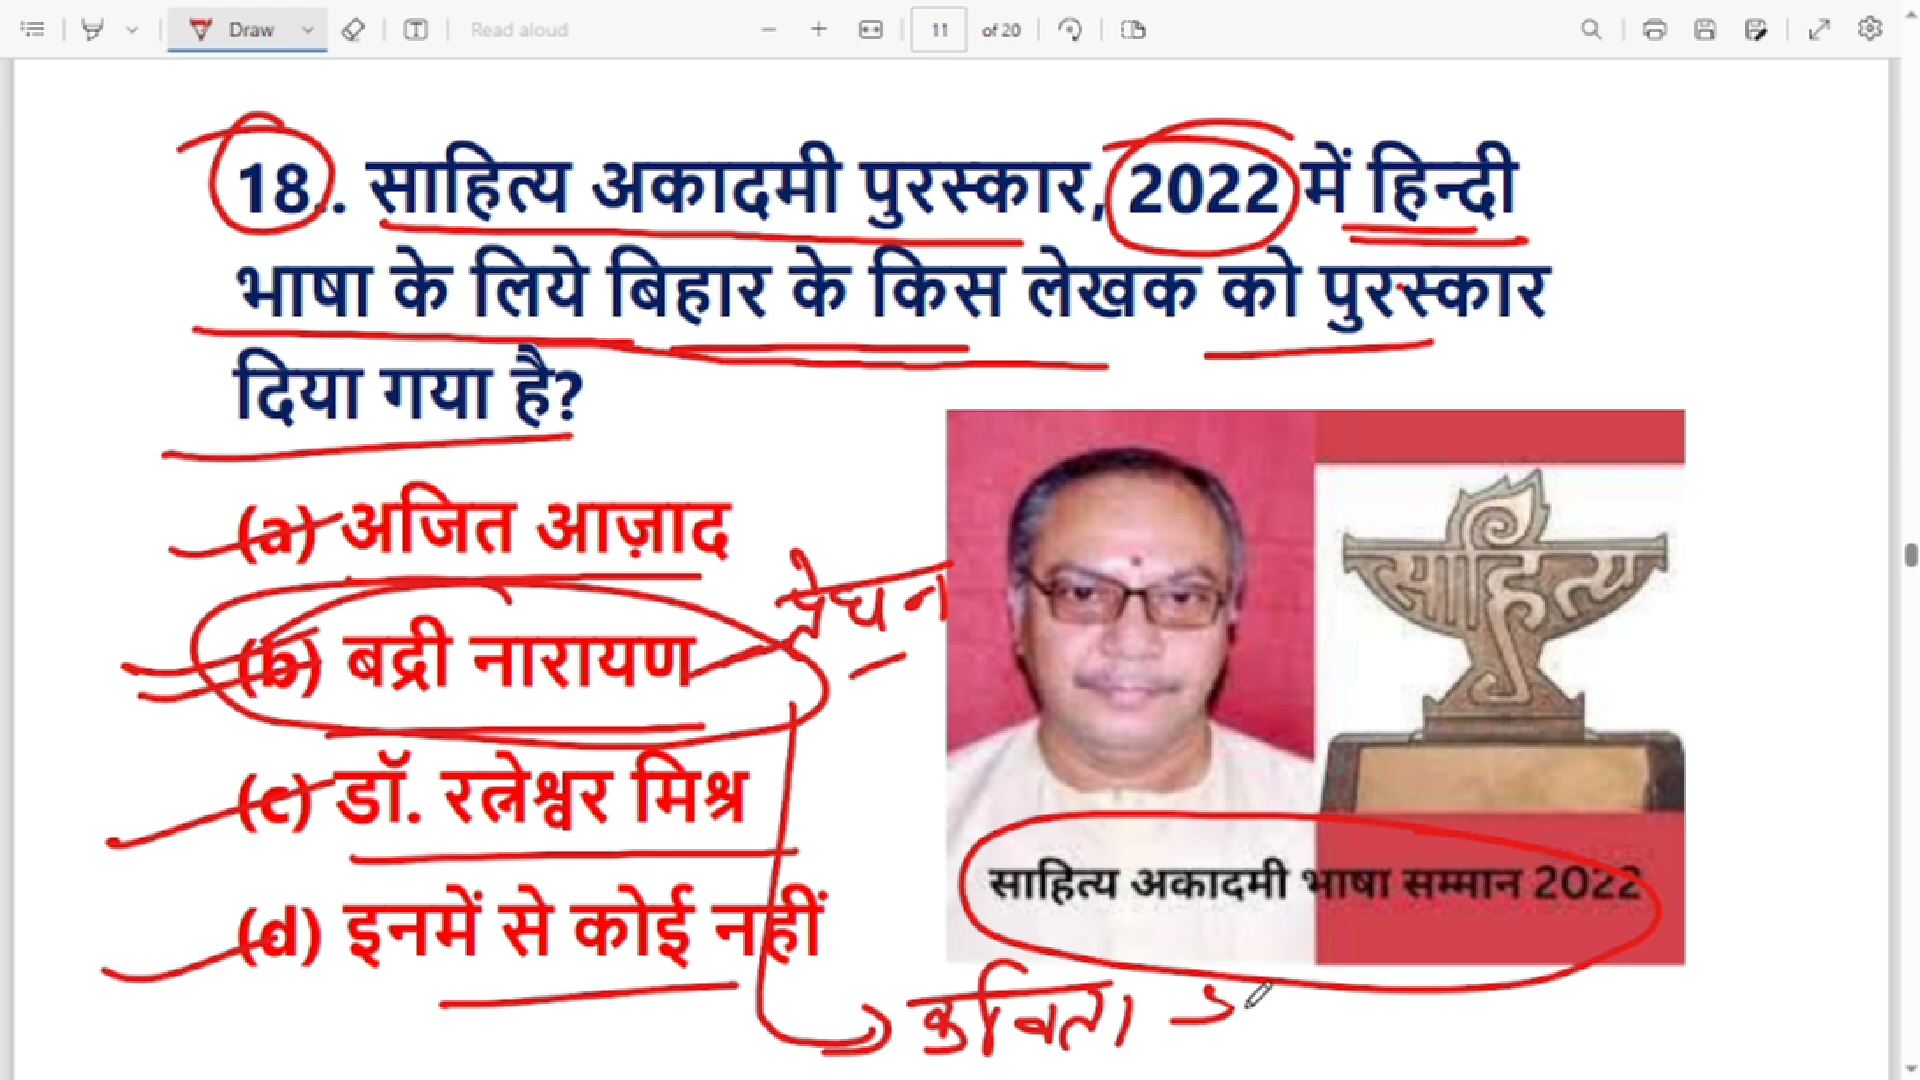 Draw
Read aloud
11 of 20
18.. साहित्य अकादमी पुरस्कार, 2022 में हिन्दी
भाषा के लिये बिहार के किस लेखक को पुरस्कार
दिया गया है?
(a) अजित आज़ाद
(b) बद्री नारायण
(c) डॉ. रत्नेश्वर मिश्र
(d) इनमें से कोई नहीं
साहित्य
साहित्य अकादमी भाषा सम्मान 2022
कविता